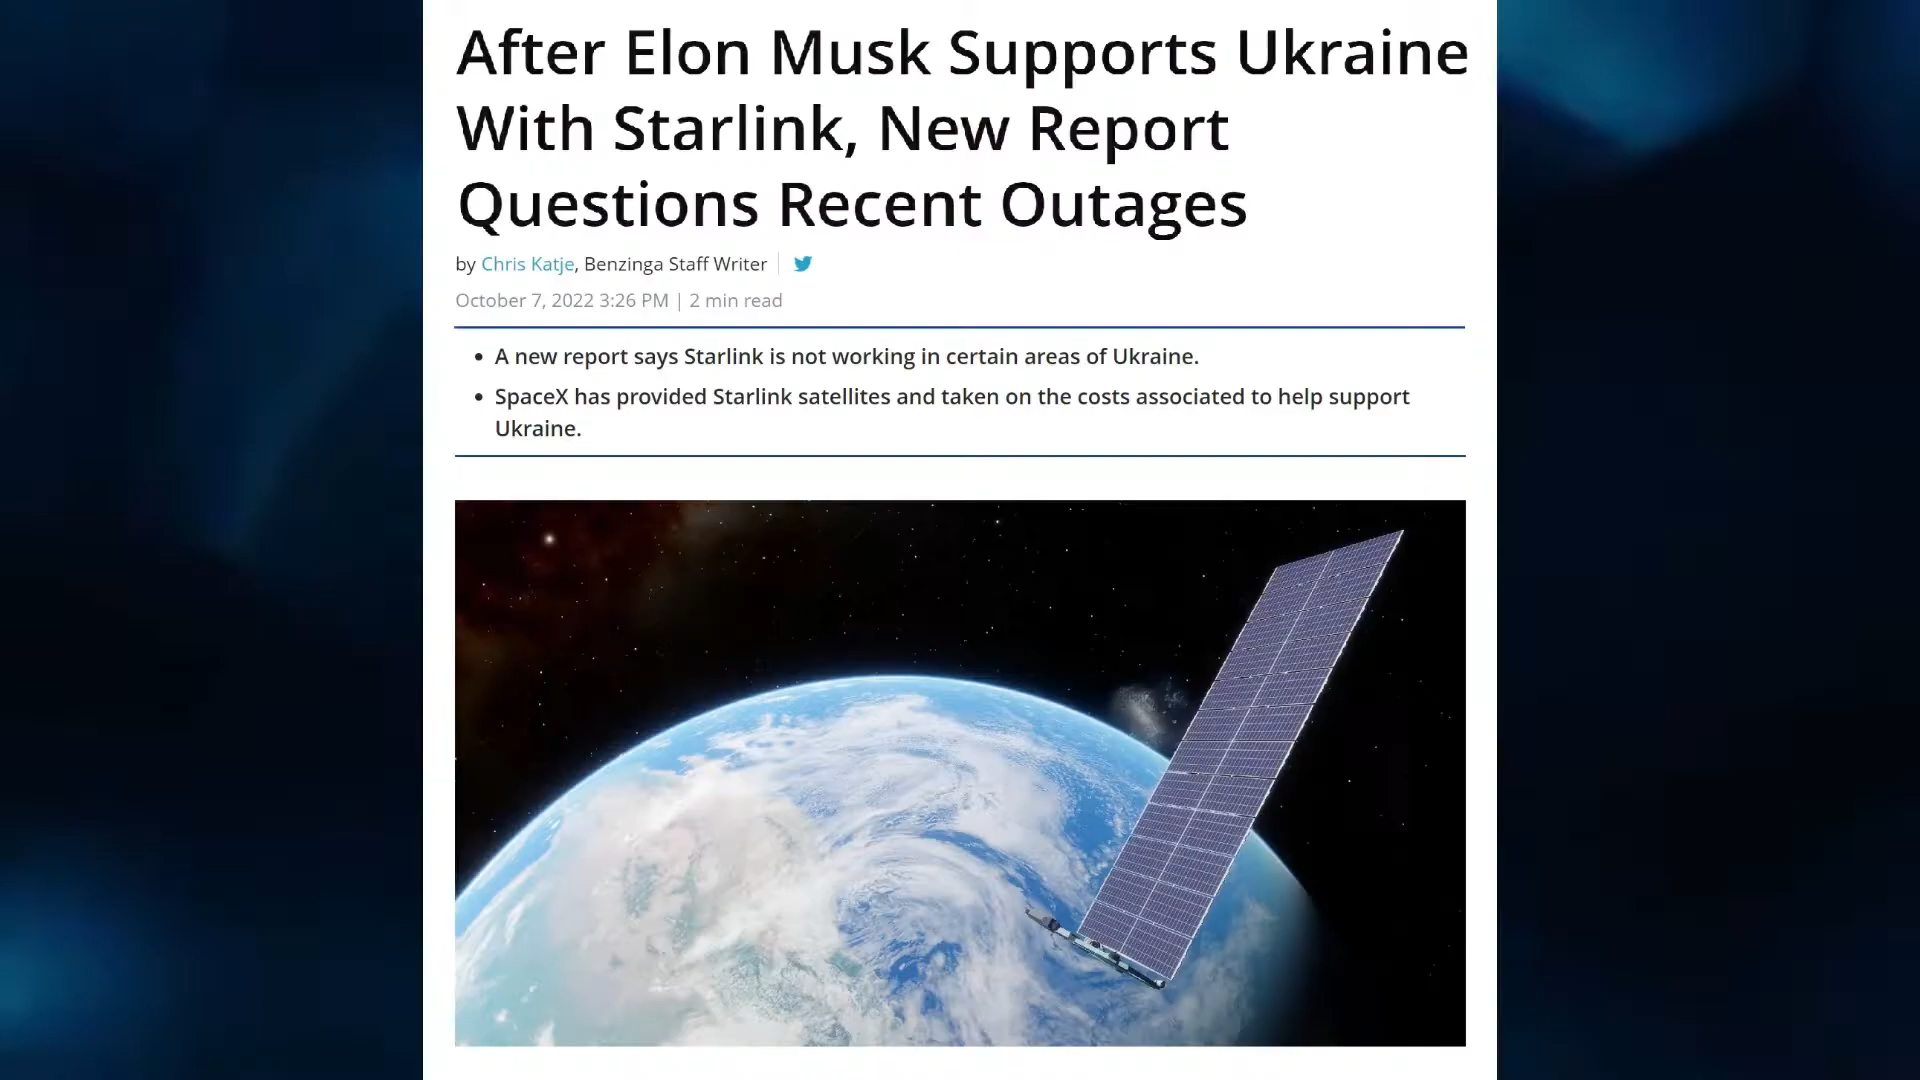 After Elon Musk Supports Ukraine
With Starlink, New Report
Questions Recent Outages
by Chris Katje, Benzinga Staff Writer
October 7, 2022 3:26 PM | 2 min read
• A new report says Starlink is not working in certain areas of Ukraine.
• SpaceX has provided Starlink satellites and taken on the costs associated to help support
Ukraine.